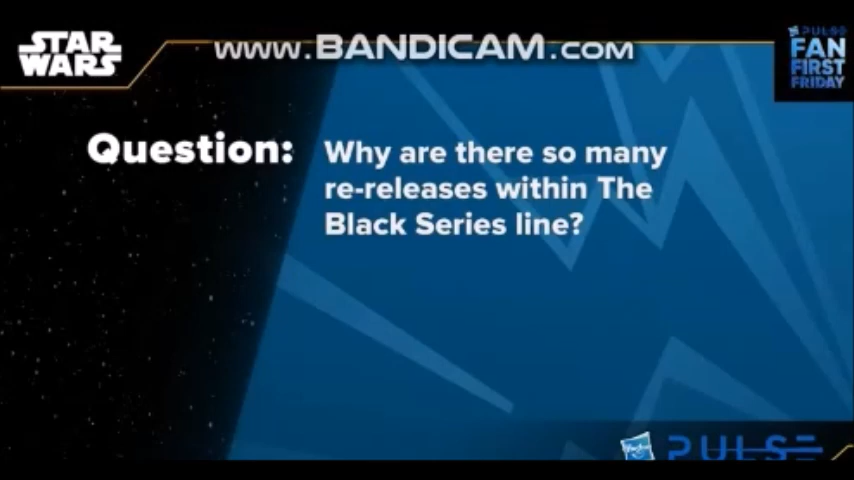 STAR
WARS
WWW.BANDICAM.COM
PULSE
FAN
FIRST
FRIDAY
Question:
Why are there so many
re-releases within The
Black Series line?
Hasbro
PULSE